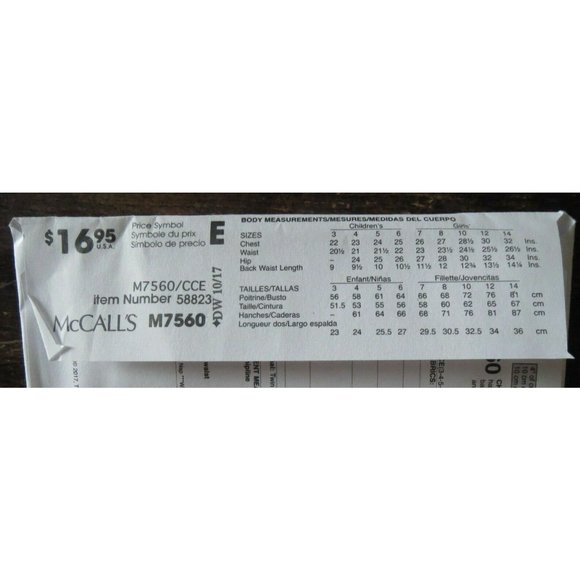 $16.95
U.S.A.
Price Symbol
Symbole du prix
Símbolo de precio
E
M7560/CCE
item Number 58823
McCALL'S M7560
DW 10/17
BODY MEASUREMENTS/MESURES/MEDIDAS DEL CUERPO
Children's Girls'
SIZES 3 4 5 6 7 8 10 12 14
Chest 22 23 24 25 26 27 28½ 30 32 Ins.
Waist 20½ 21 21½ 22 23 23½ 24½ 25½ 26½ Ins.
Hip – 24 25 26 27 28 30 32 34 Ins.
Back Waist Length 9 9½ 10 10½ 11½ 12 12¾ 13½ 14¼ Ins.
Enfant/Niñas Fillette/Jovencitas
TAILLES/TALLAS 3 4 5 6 7 8 10 12 14
Poitrine/Busto 56 58 61 64 66 68 72 76 81 cm
Taille/Cintura 51.5 53 55 56 58 60 62 65 67 cm
Hanches/Caderas – 61 64 66 68 71 76 81 87 cm
Longueur dos/Largo espalda
23 24 25.5 27 29.5 30.5 32.5 34 36 cm